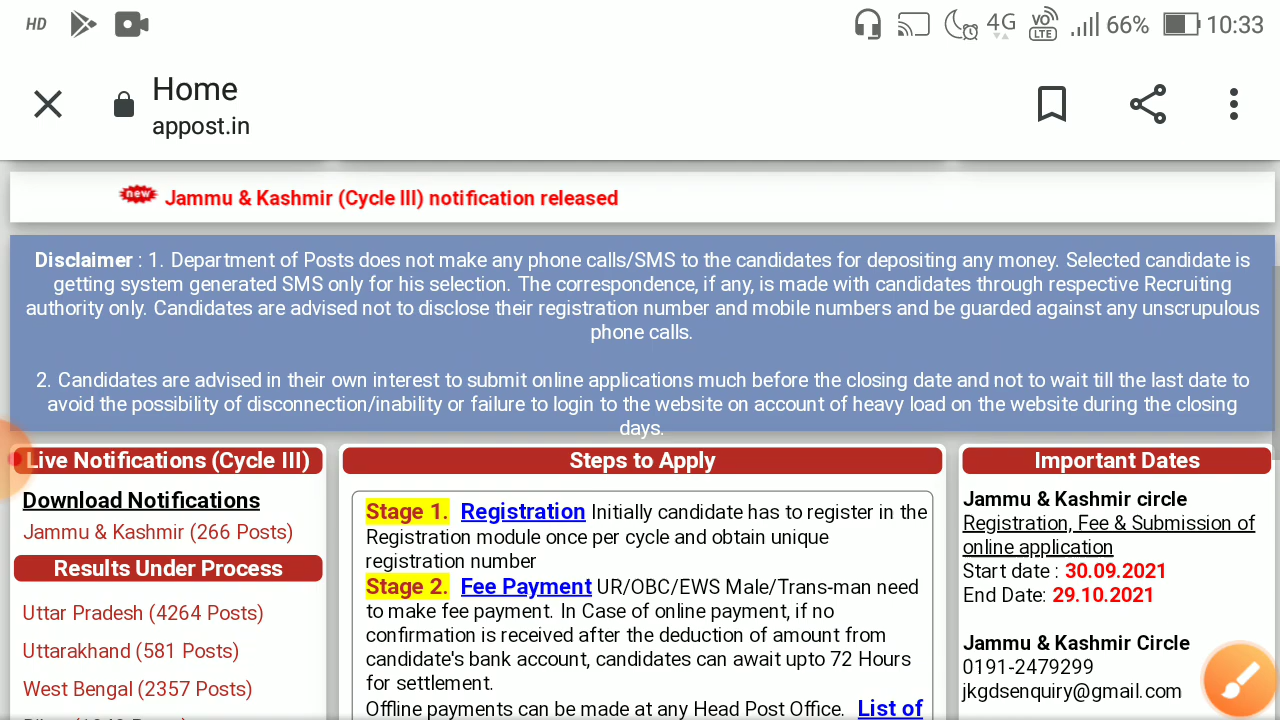 HD 4G VO LTE 66% 10:33
Home
appost.in
new Jammu & Kashmir (Cycle III) notification released
Disclaimer : 1. Department of Posts does not make any phone calls/SMS to the candidates for depositing any money. Selected candidate is
getting system generated SMS only for his selection. The correspondence, if any, is made with candidates through respective Recruiting
authority only. Candidates are advised not to disclose their registration number and mobile numbers and be guarded against any unscrupulous
phone calls.
2. Candidates are advised in their own interest to submit online applications much before the closing date and not to wait till the last date to
avoid the possibility of disconnection/inability or failure to login to the website on account of heavy load on the website during the closing
days.
Live Notifications (Cycle III)
Download Notifications
Jammu & Kashmir (266 Posts)
Results Under Process
Uttar Pradesh (4264 Posts)
Uttarakhand (581 Posts)
West Bengal (2357 Posts)
Steps to Apply
Stage 1. Registration Initially candidate has to register in the
Registration module once per cycle and obtain unique
registration number
Stage 2. Fee Payment UR/OBC/EWS Male/Trans-man need
to make fee payment. In Case of online payment, if no
confirmation is received after the deduction of amount from
candidate's bank account, candidates can await upto 72 Hours
for settlement.
Offline payments can be made at any Head Post Office. List of
Important Dates
Jammu & Kashmir circle
Registration, Fee & Submission of
online application
Start date : 30.09.2021
End Date: 29.10.2021
Jammu & Kashmir Circle
0191-2479299
jkgdsenquiry@gmail.com